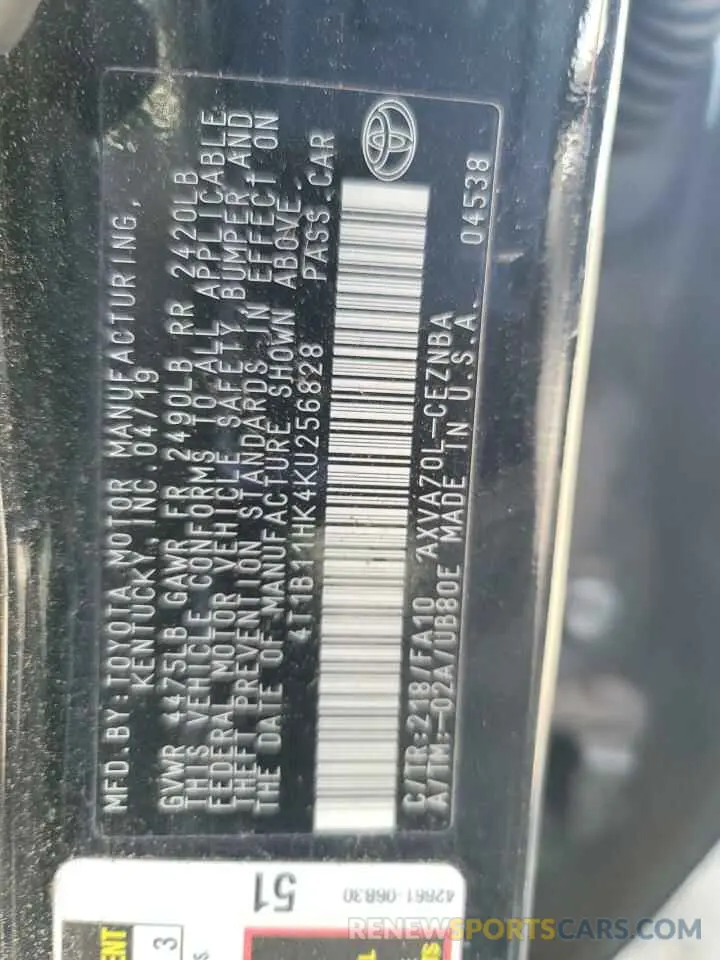 MFD.BY:TOYOTA MOTOR MANUFACTURING,
KENTUCKY, INC.04/19
GVWR 4475LB GAWR FR 2490LB RR 2420LB
THIS VEHICLE CONFORMS TO ALL APPLICABLE
FEDERAL MOTOR VEHICLE SAFETY, BUMPER, AND
THEFT PREVENTION STANDARDS IN EFFECT ON
THE DATE OF MANUFACTURE SHOWN ABOVE.
4T1B11HK4KU256828 PASS.CAR
C/TR:218/FA10 AXVA70L-CEZNBA 04538
A/TM:-02A/UB80E MADE IN U.S.A.
51
42861-06B30
ENT
3
S.
RENEWSPORTSCARS.COM